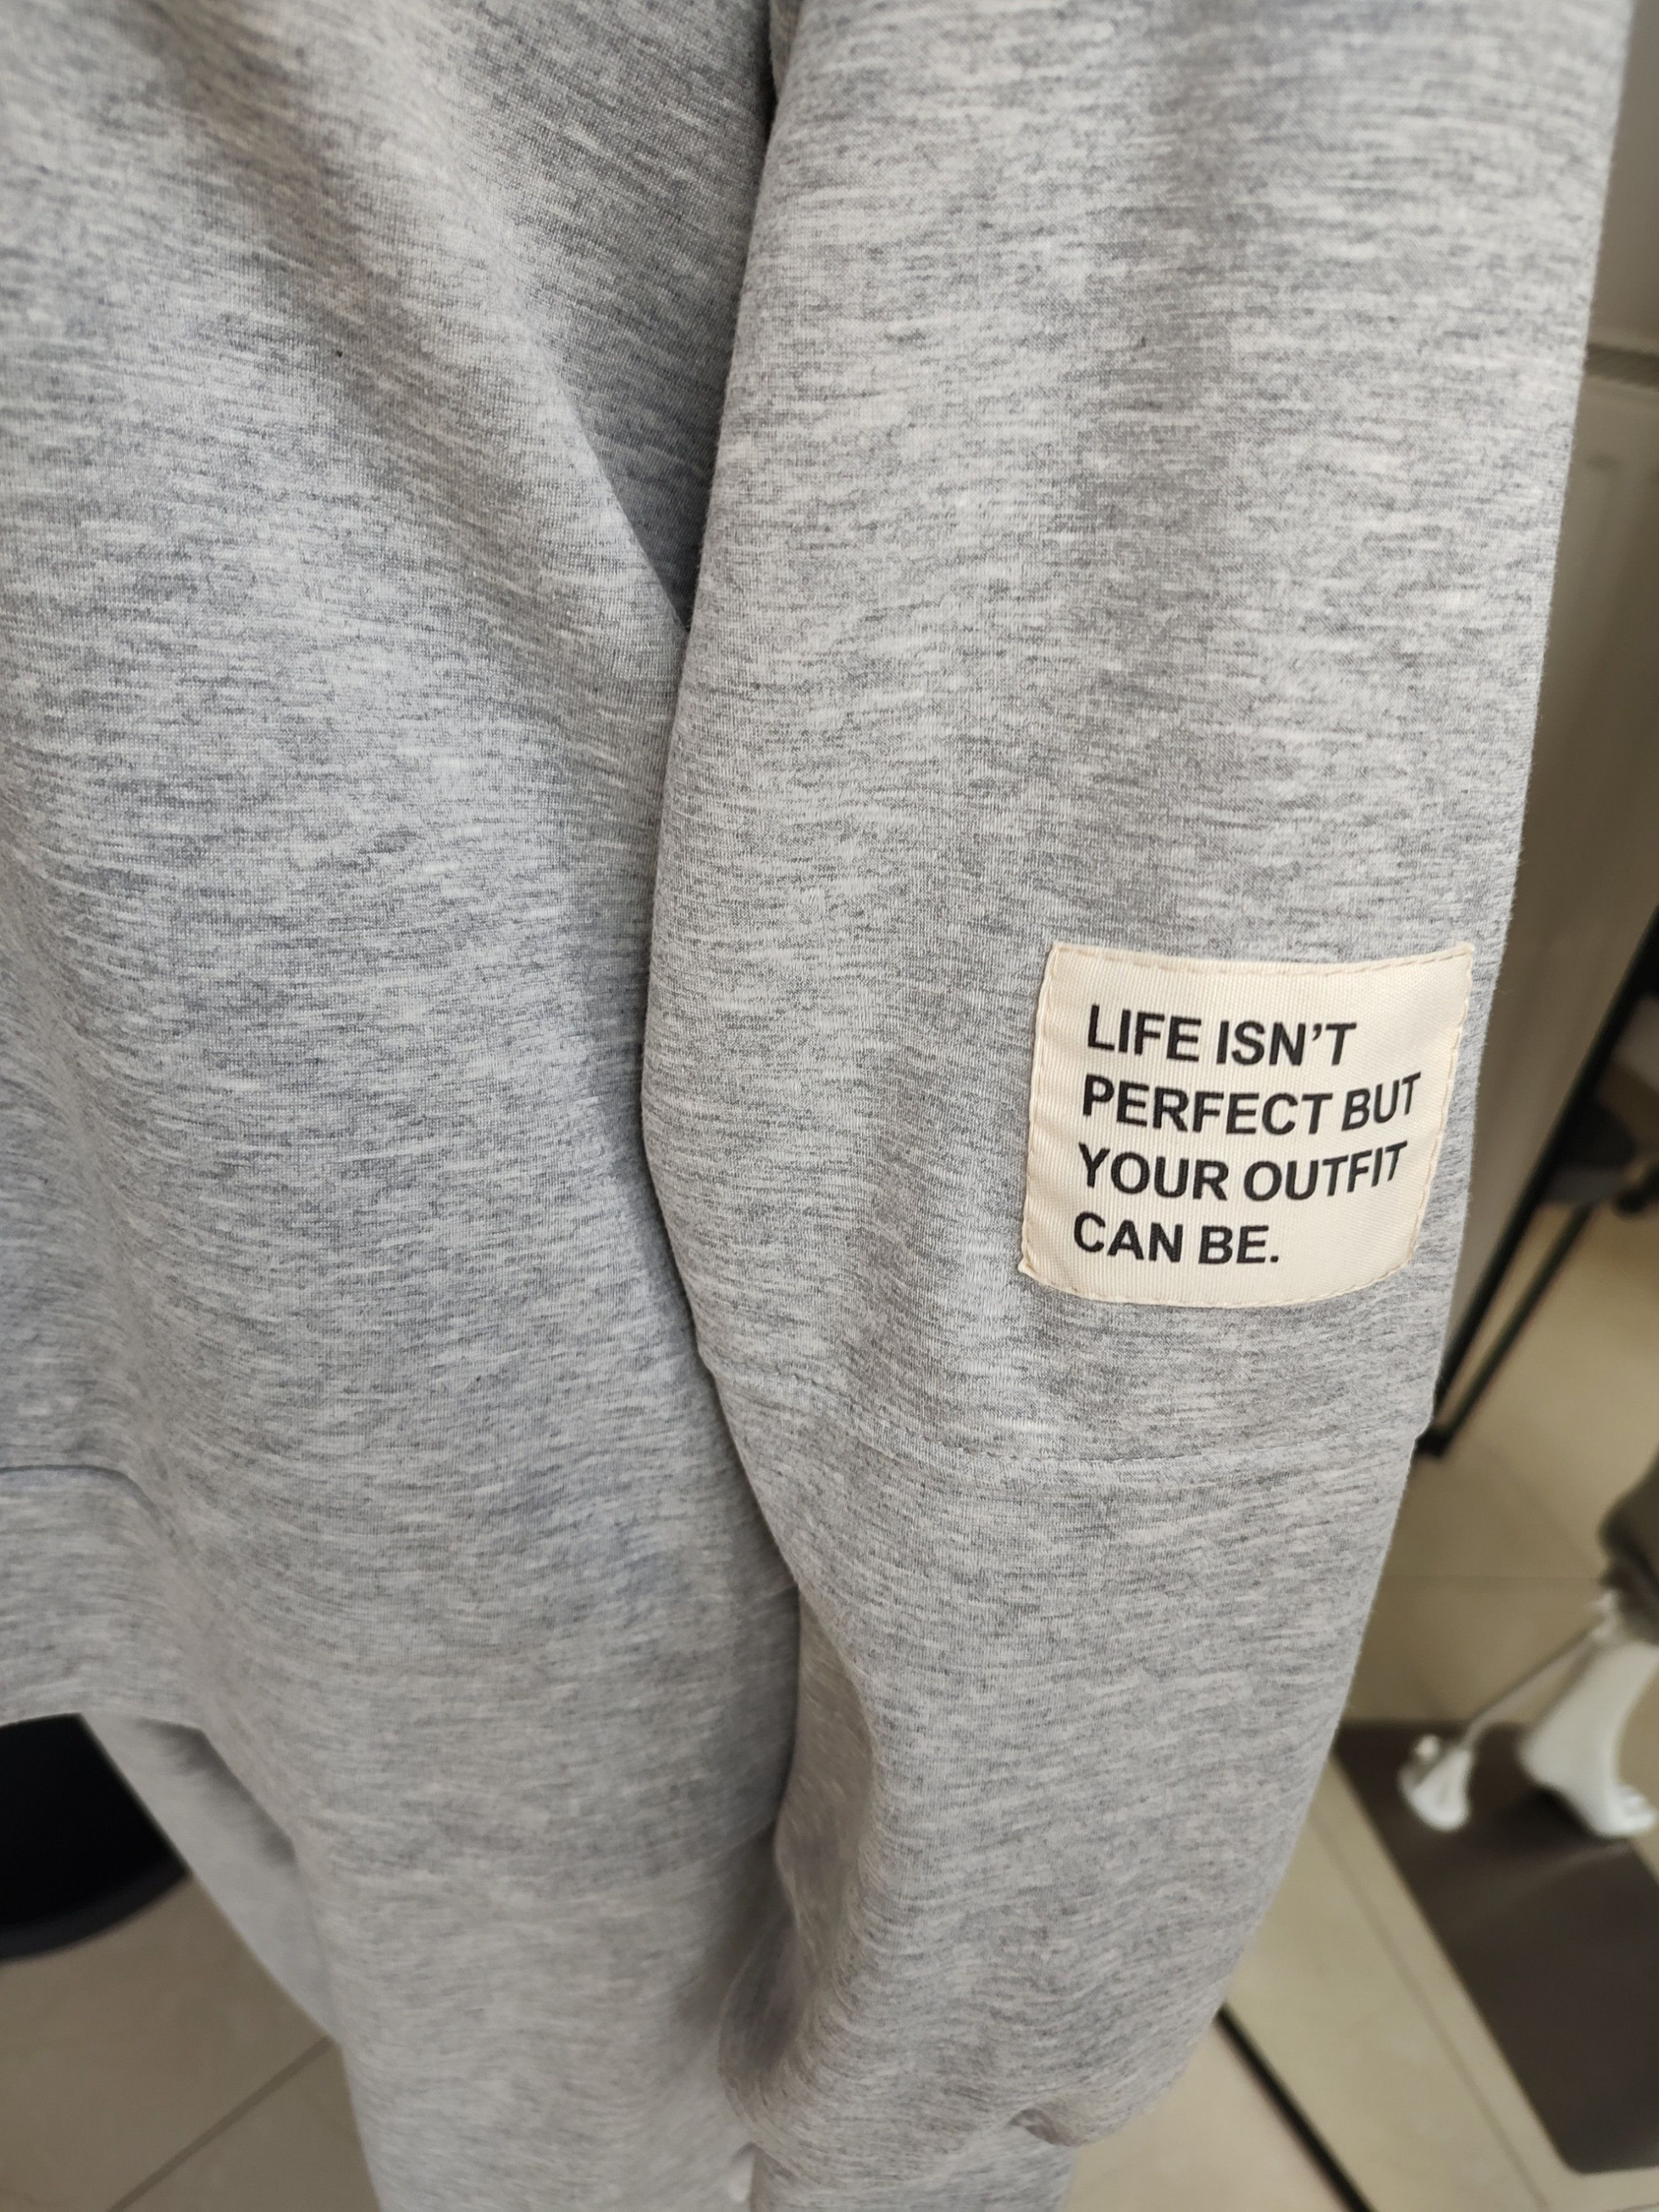 LIFE ISN’T
PERFECT BUT
YOUR OUTFIT
CAN BE.